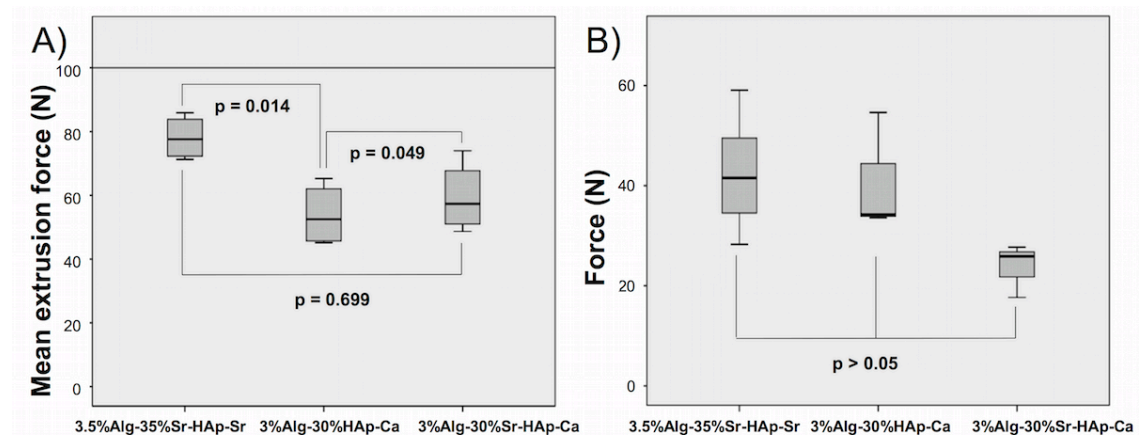 A)
Mean extrusion force (N)
100
80
60
40
20
0
p = 0.014
p = 0.049
p = 0.699
3.5%Alg-35%Sr-HAp-Sr 3%Alg-30%HAp-Ca 3%Alg-30%Sr-HAp-Ca
B)
Force (N)
60
40
20
0
p > 0.05
3.5%Alg-35%Sr-HAp-Sr 3%Alg-30%HAp-Ca 3%Alg-30%Sr-HAp-Ca